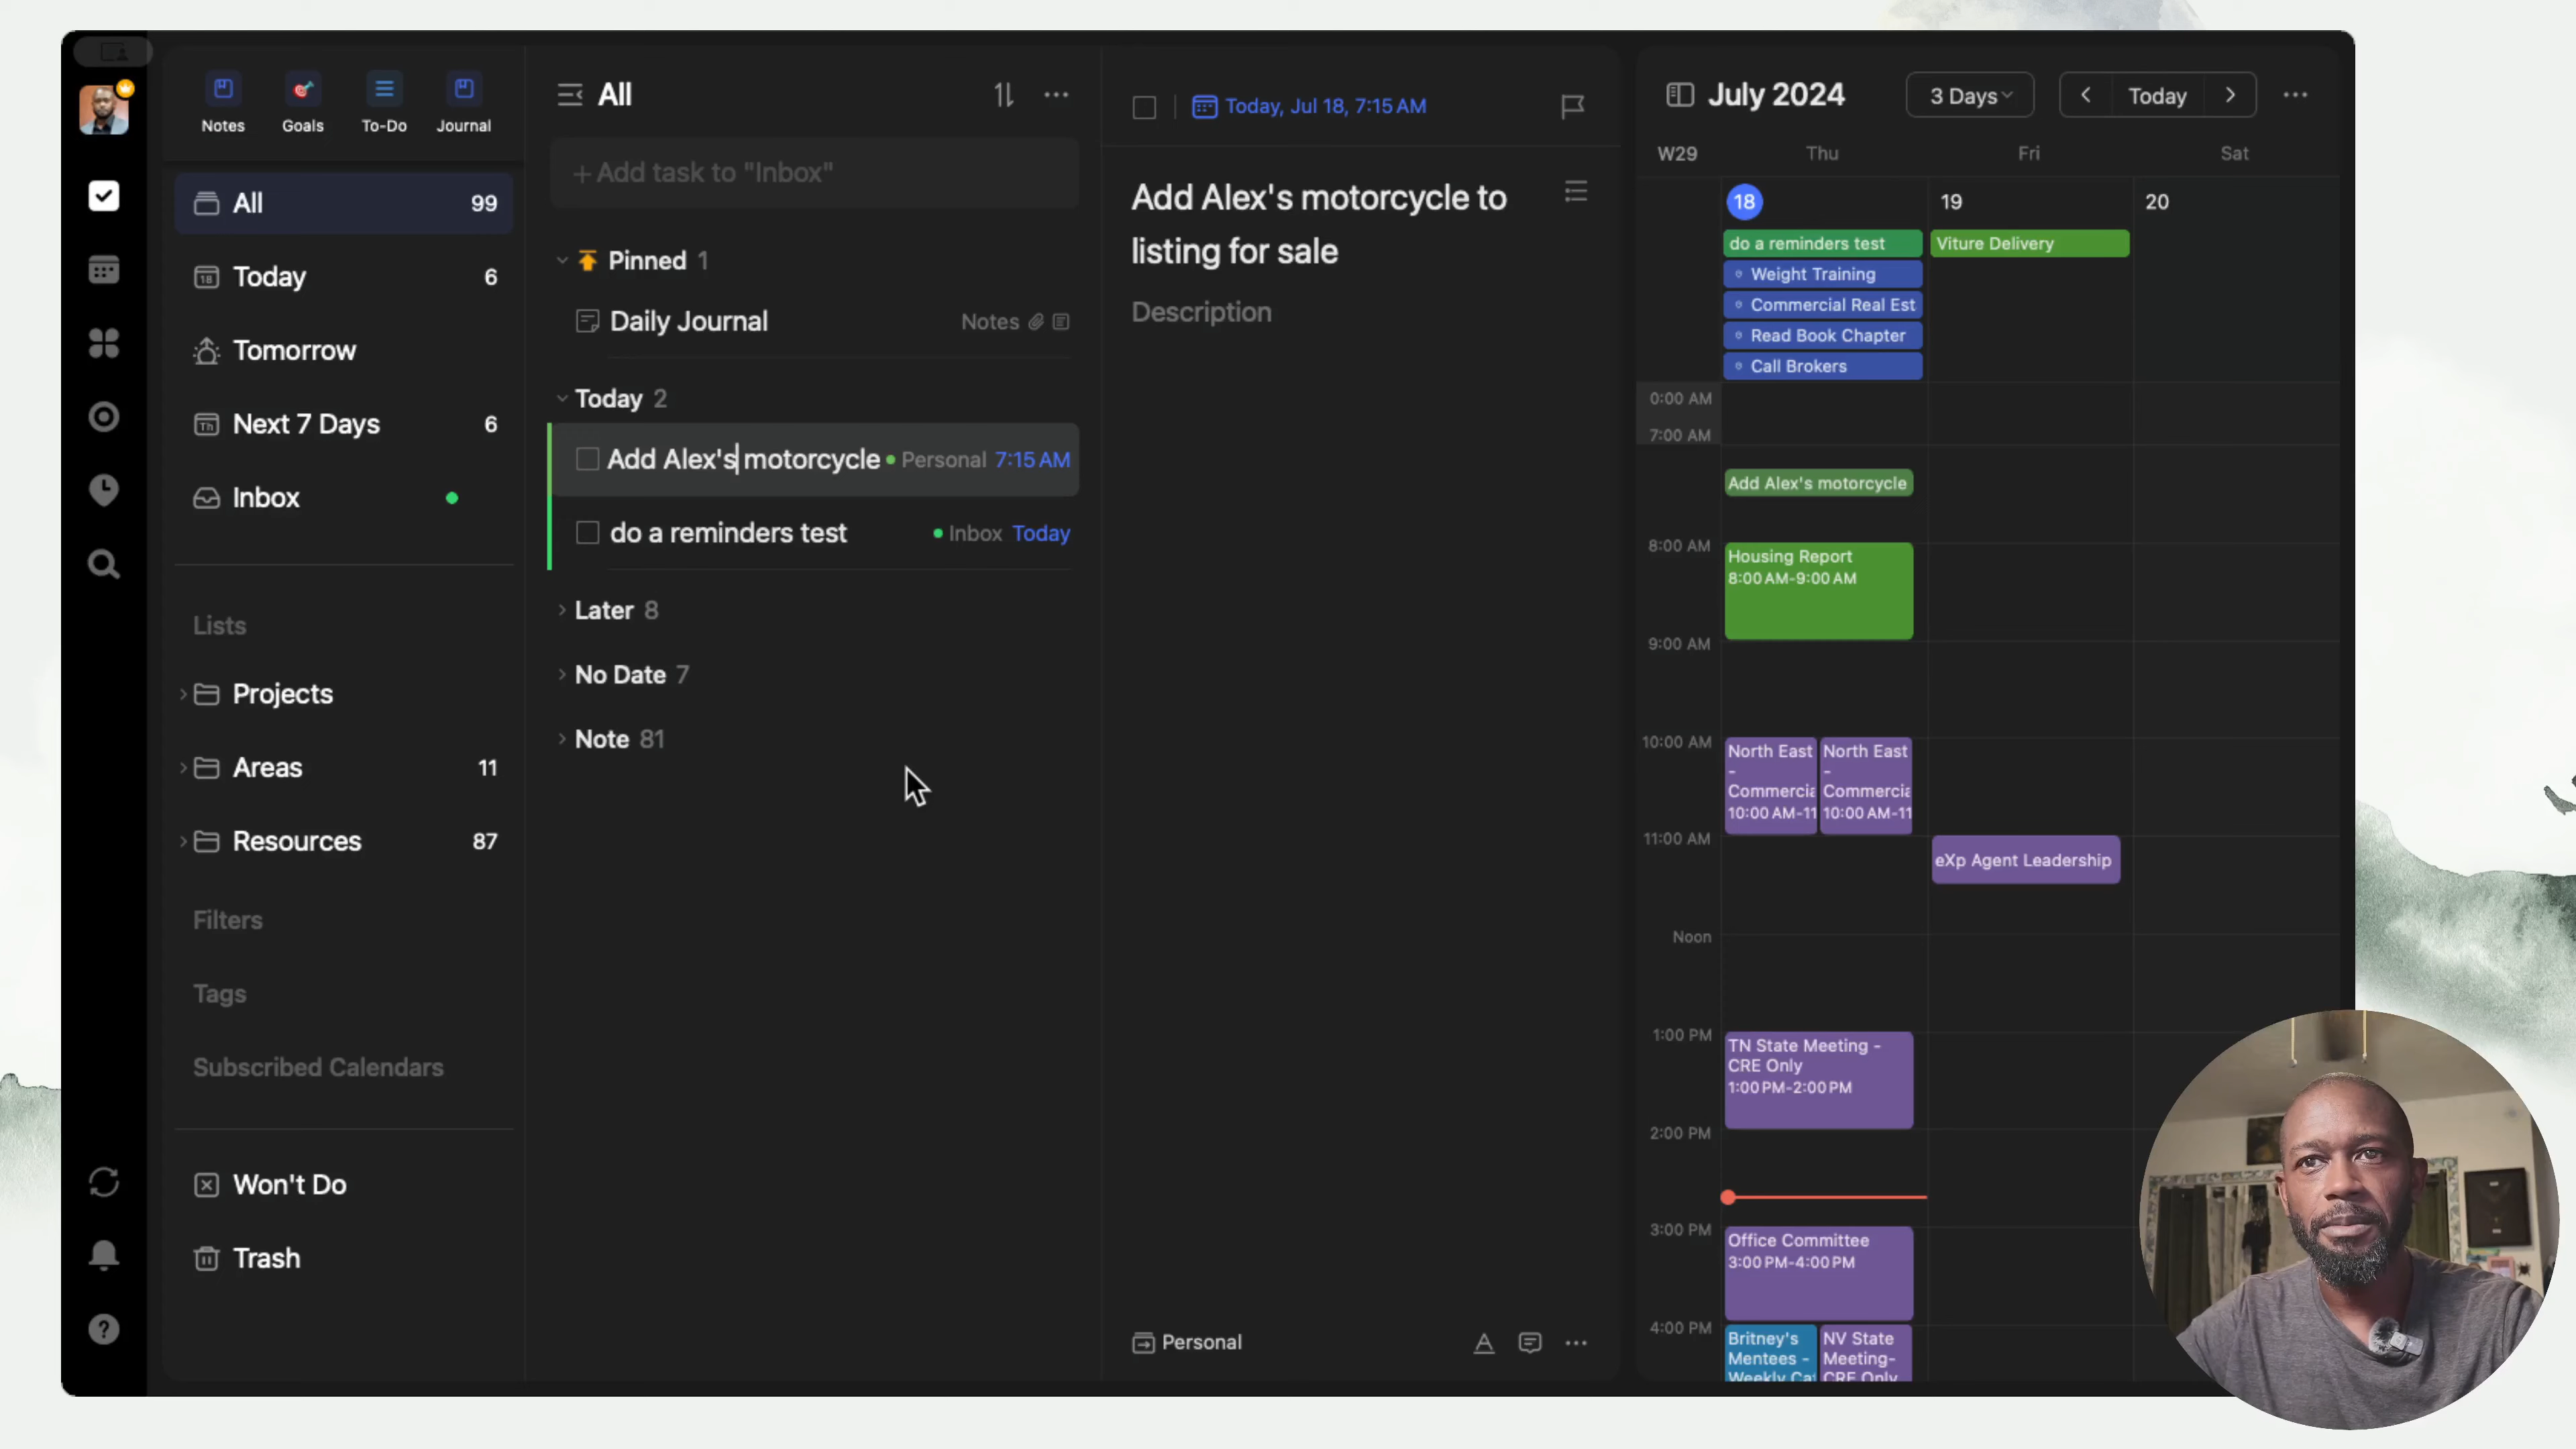 Notes
Goals
To-Do
Journal
All 99
Today 6
18
Tomorrow
Next 7 Days 6
Th
Inbox
Lists
Projects
Areas 11
Resources 87
Filters
Tags
Subscribed Calendars
Won't Do
Trash
All
+ Add task to "Inbox"
Pinned 1
Daily Journal Notes
Today 2
Add Alex's motorcycle Personal 7:15 AM
do a reminders test Inbox Today
Later 8
No Date 7
Note 81
Today, Jul 18, 7:15 AM
Add Alex's motorcycle to
listing for sale
Description
Personal
July 2024 3 Days Today
W29 Thu Fri Sat
18 19 20
do a reminders test Viture Delivery
Weight Training
Commercial Real Est
Read Book Chapter
Call Brokers
0:00 AM
7:00 AM
Add Alex's motorcycle
8:00 AM
Housing Report
8:00 AM-9:00 AM
9:00 AM
10:00 AM
North East
-
Commercia
10:00 AM-11
North East
-
Commercia
10:00 AM-11
11:00 AM
eXp Agent Leadership
Noon
1:00 PM
TN State Meeting -
CRE Only
1:00 PM-2:00 PM
2:00 PM
3:00 PM
Office Committee
3:00 PM-4:00 PM
4:00 PM
Britney's
Mentees -
Weekly Ca
NV State
Meeting-
CRE Only